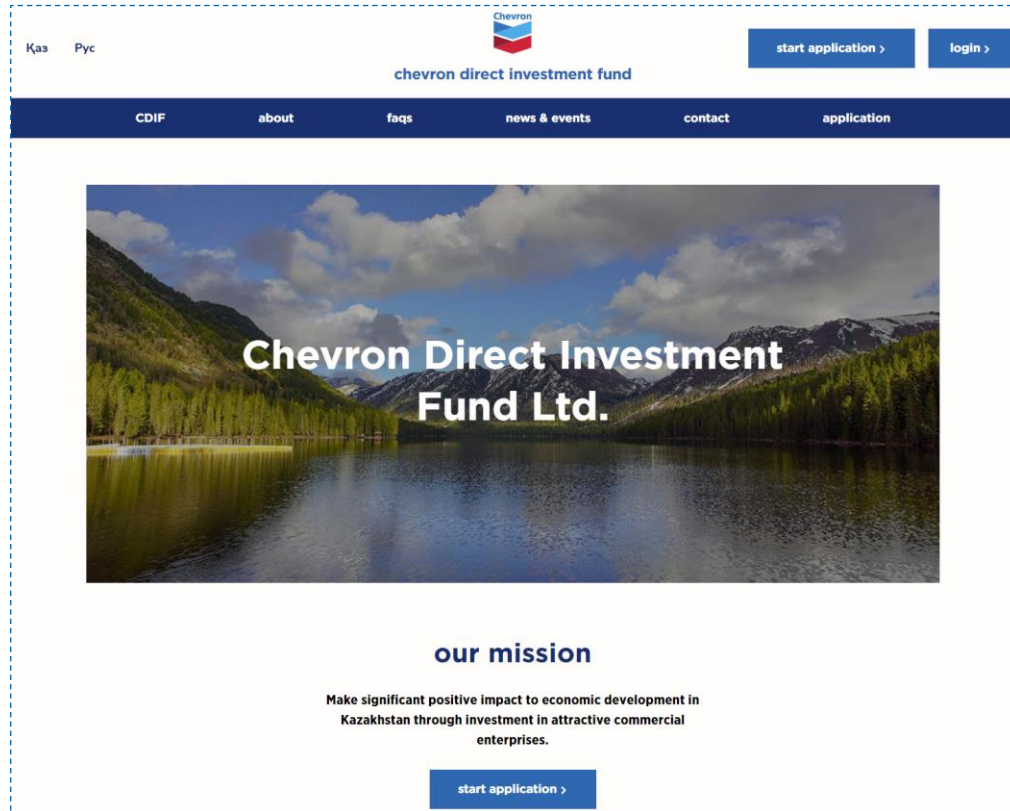 Chevron
Қаз Рус
start application >
login >
chevron direct investment fund
CDIF about faqs news & events contact application
Chevron Direct Investment
Fund Ltd.
our mission
Make significant positive impact to economic development in
Kazakhstan through investment in attractive commercial
enterprises.
start application >